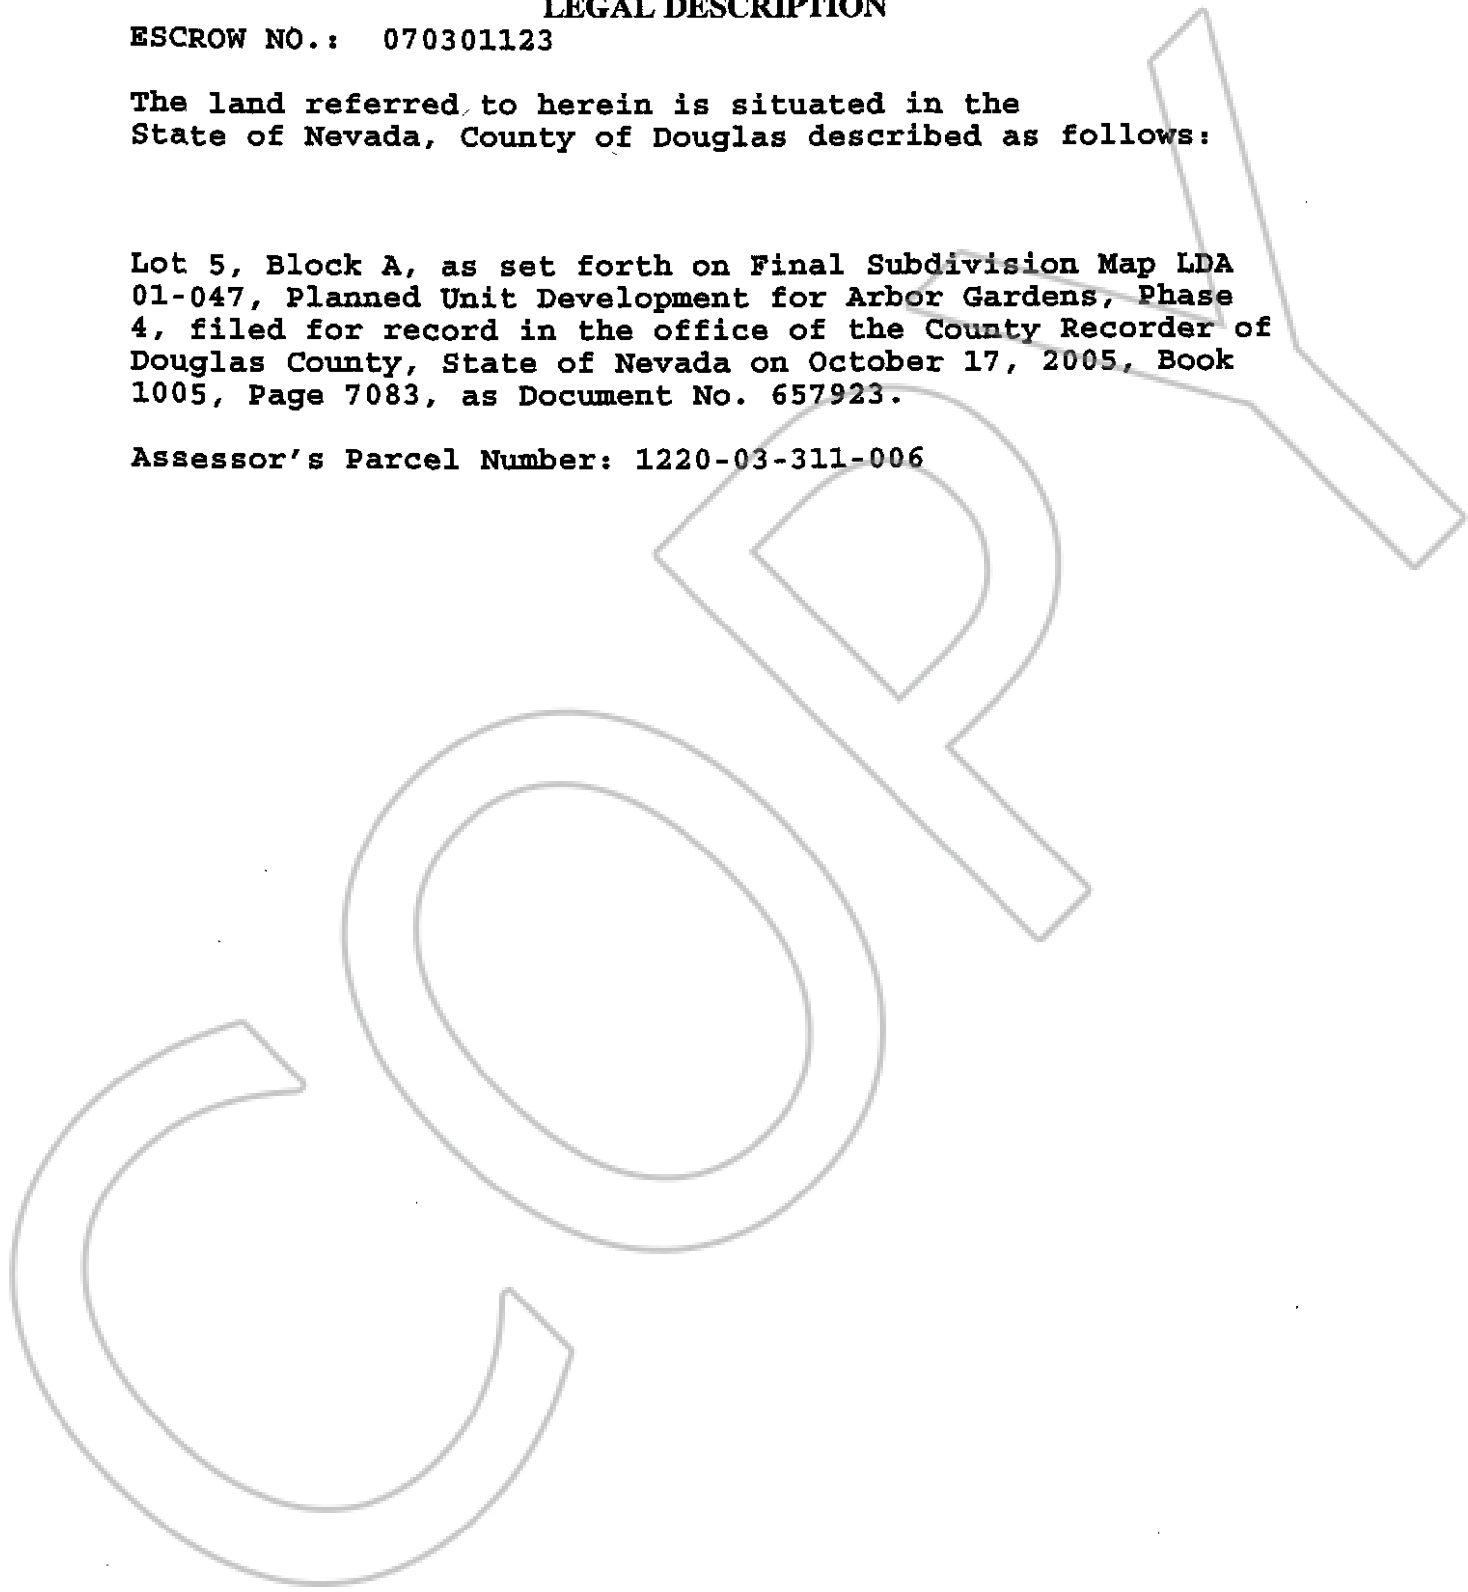 LEGAL DESCRIPTION
ESCROW NO.: 070301123
The land referred to herein is situated in the
State of Nevada, County of Douglas described as follows:
Lot 5, Block A, as set forth on Final Subdivision Map LDA
01-047, Planned Unit Development for Arbor Gardens, Phase
4, filed for record in the office of the County Recorder of
Douglas County, State of Nevada on October 17, 2005, Book
1005, Page 7083, as Document No. 657923.
Assessor's Parcel Number: 1220-03-311-006
COPY